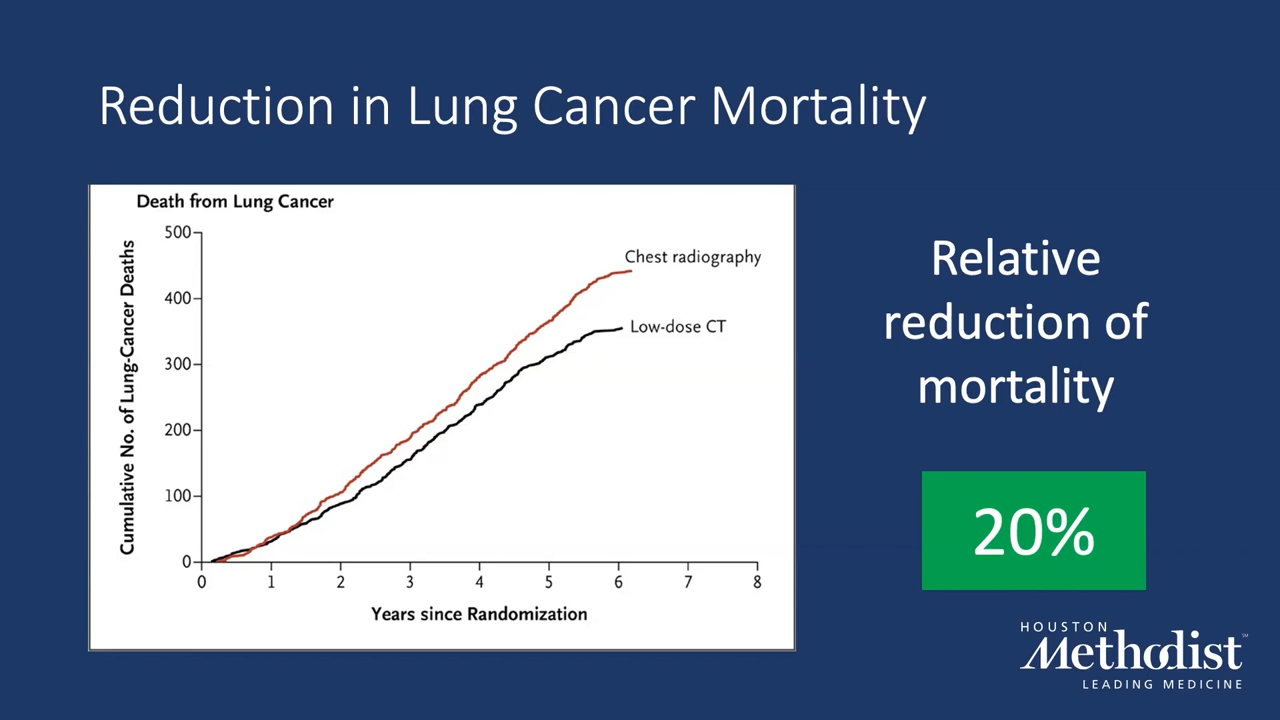 Reduction in Lung Cancer Mortality
Death from Lung Cancer
Cumulative No. of Lung-Cancer Deaths
500
400
300
200
100
0
Chest radiography
Low-dose CT
0 1 2 3 4 5 6 7 8
Years since Randomization
Relative
reduction of
mortality
20%
HOUSTON
Methodist
LEADING MEDICINE